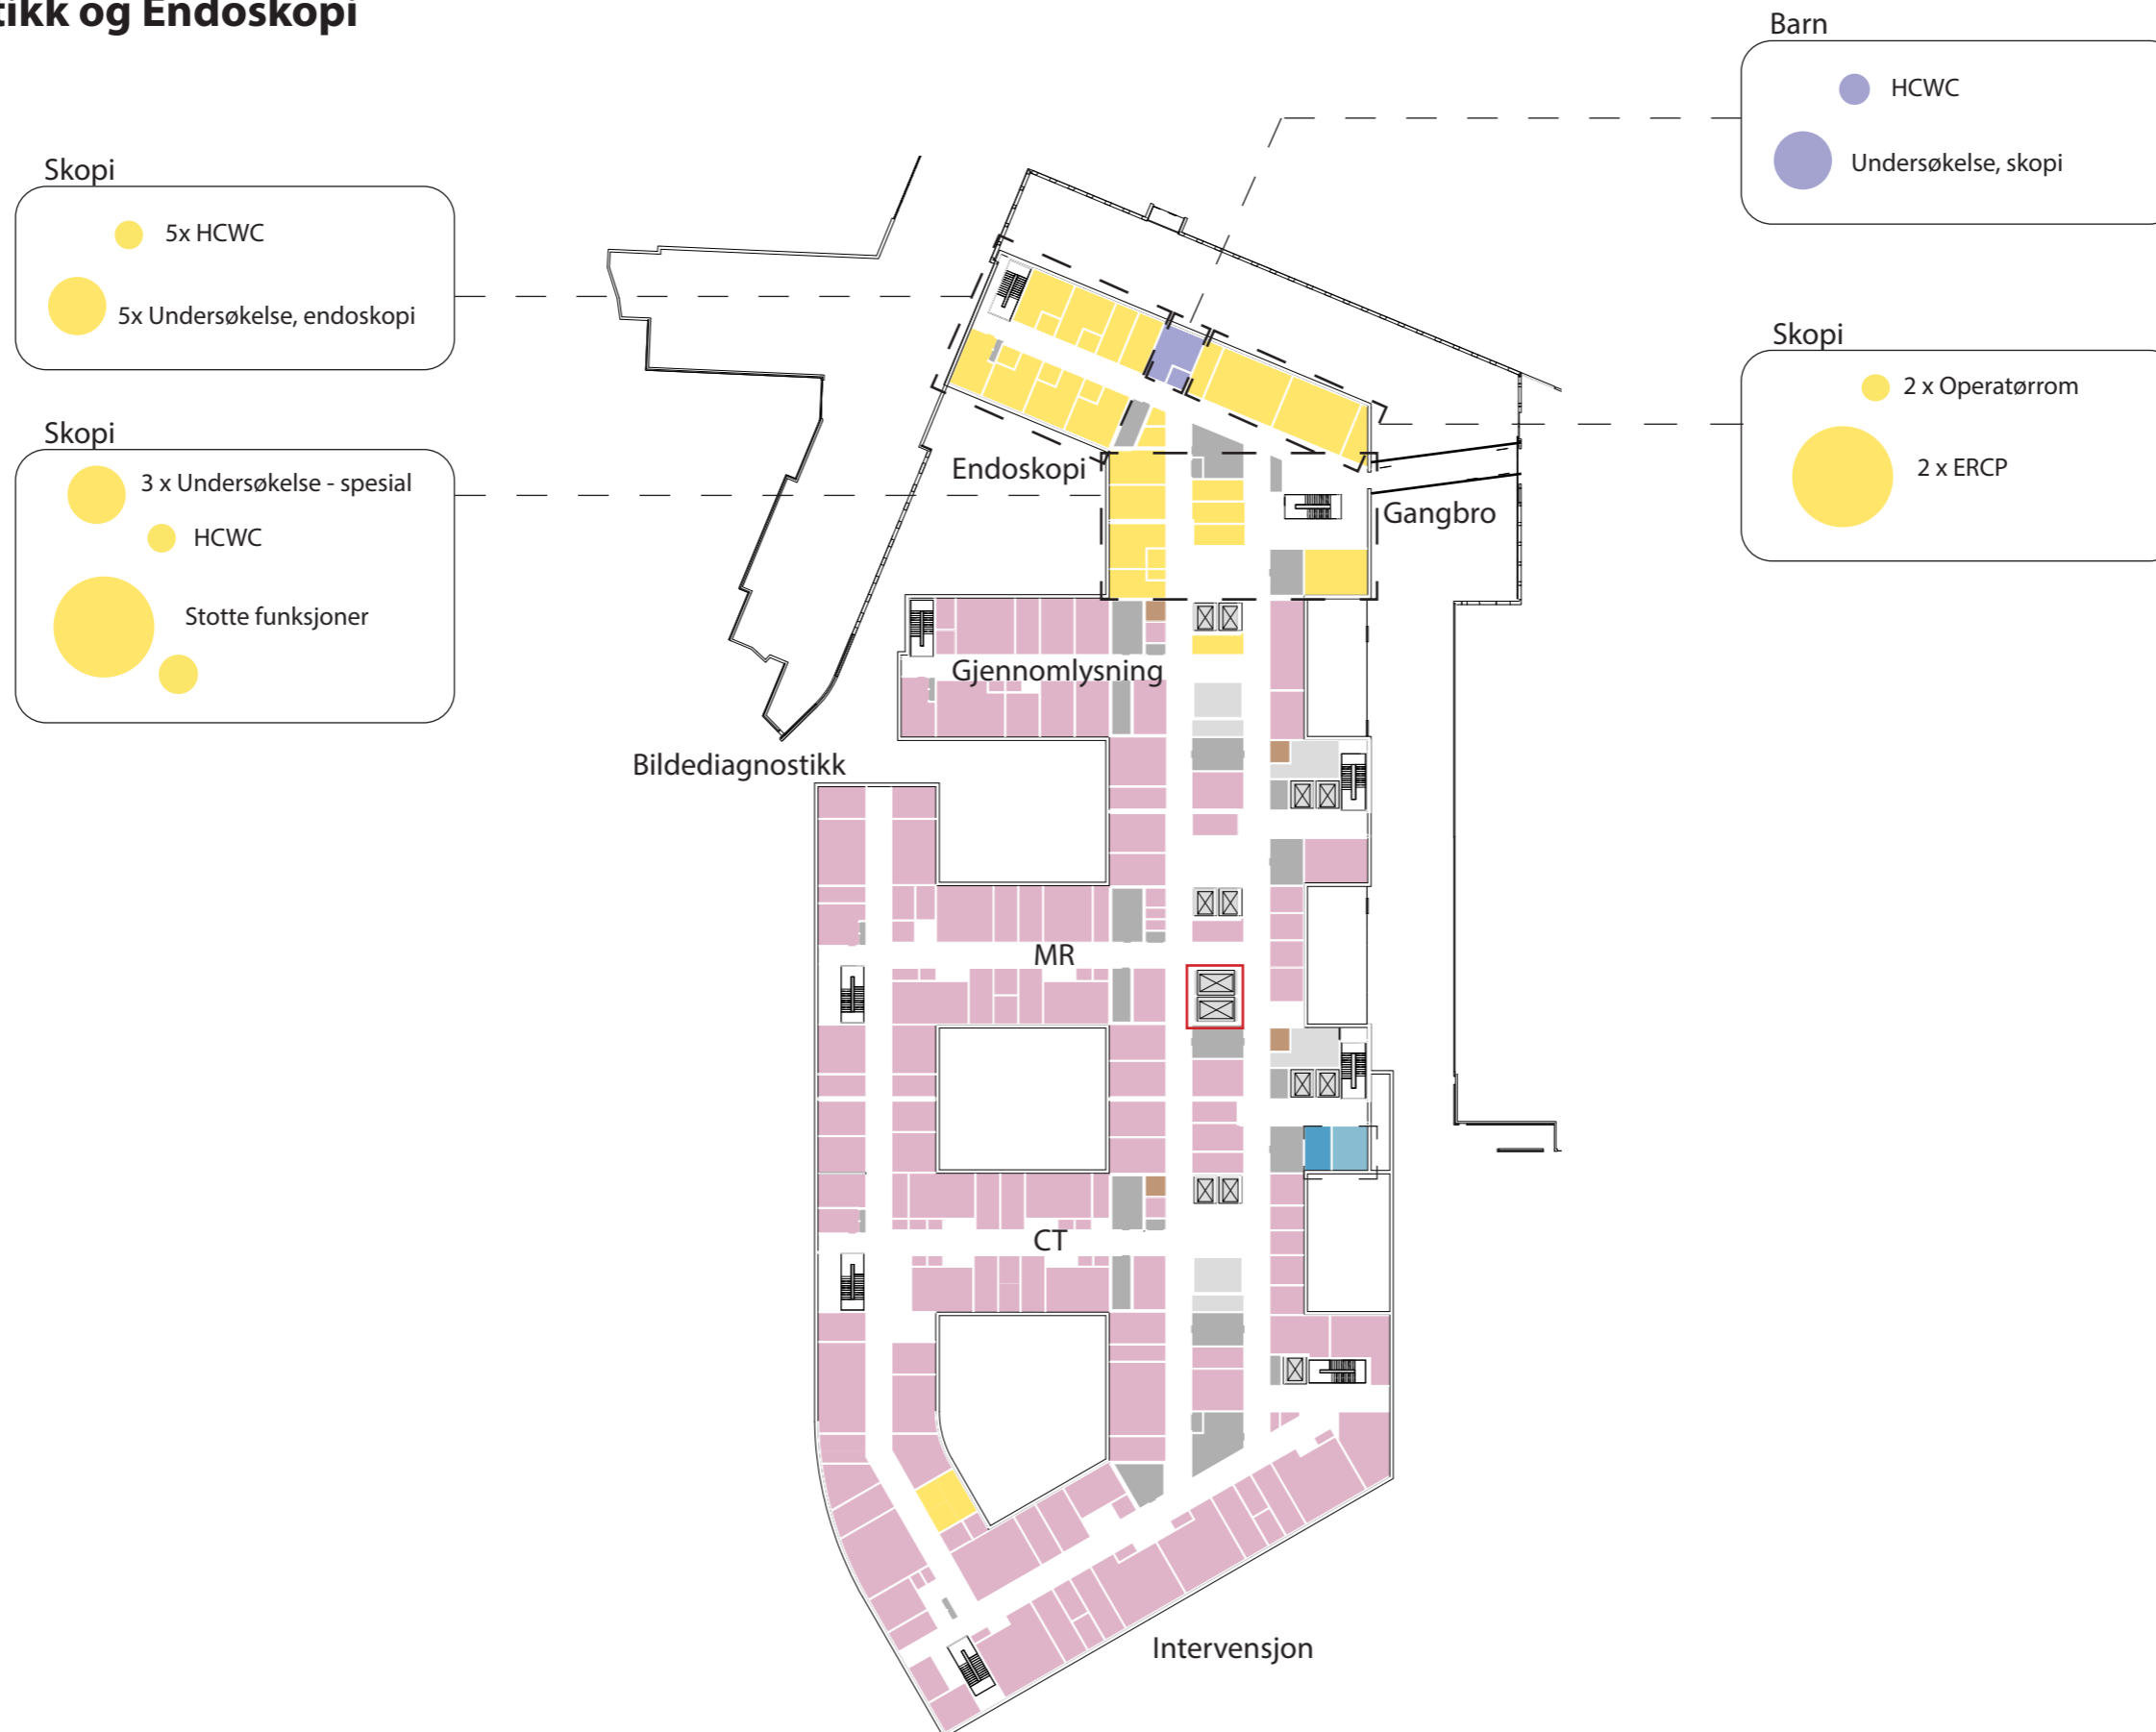 tikk og Endoskopi
Barn
HCWC
Undersøkelse, skopi
Skopi
5x HCWC
5x Undersøkelse, endoskopi
Skopi
2 x Operatørrom
2 x ERCP
Skopi
3 x Undersøkelse - spesial
HCWC
Stotte funksjoner
Endoskopi
Gangbro
Gjennomlysning
Bildediagnostikk
MR
CT
Intervensjon